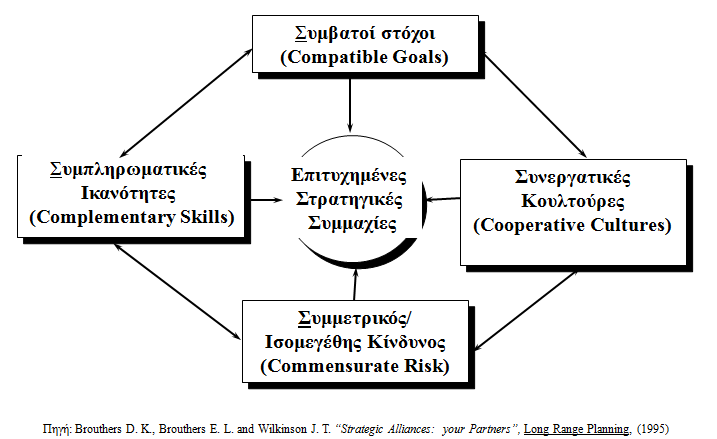 Συμβατοί στόχοι
(Compatible Goals)
Συμπληρωματικές
Ικανότητες
(Complementary Skills)
Επιτυχημένες
Στρατηγικές
Συμμαχίες
Συνεργατικές
Κουλτούρες
(Cooperative Cultures)
Συμμετρικός/
Ισομεγέθης Κίνδυνος
(Commensurate Risk)
Πηγή: Brouthers D. K., Brouthers E. L. and Wilkinson J. T. “Strategic Alliances: your Partners”, Long Range Planning, (1995)